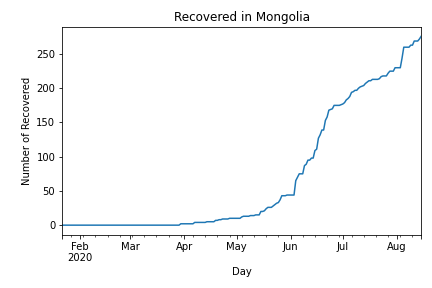 Recovered in Mongolia
Number of Recovered
250
200
150
100
50
0
Feb
2020
Mar
Apr
May
Jun
Jul
Aug
Day